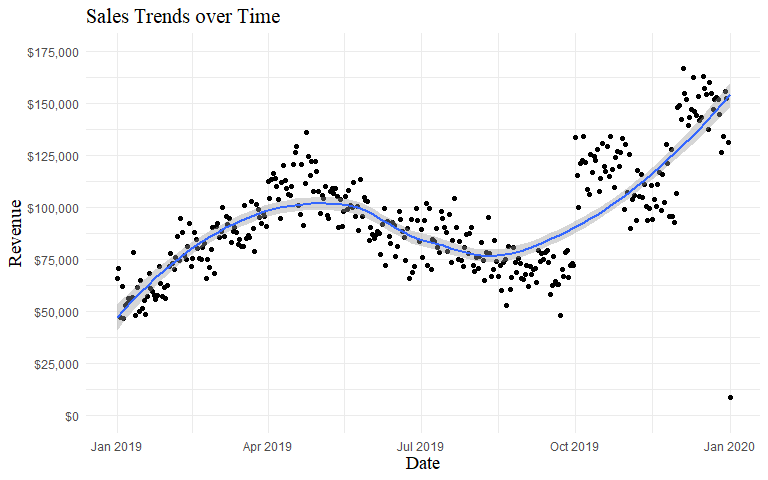 Sales Trends over Time
Revenue
$175,000
$150,000
$125,000
$100,000
$75,000
$50,000
$25,000
$0
Jan 2019 Apr 2019 Jul 2019 Oct 2019 Jan 2020
Date